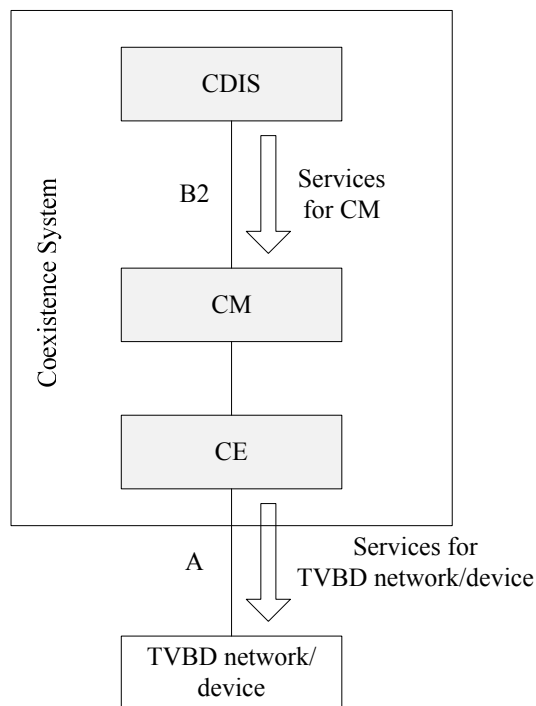 CDIS
B2
Services
for CM
Coexistence System
CM
CE
A
Services for
TVBD network/device
TVBD network/
device